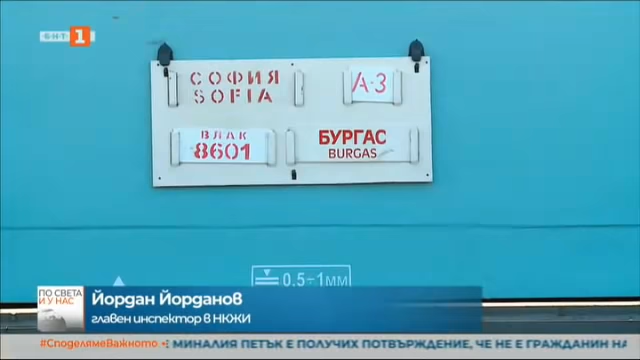 БНТ 1
СОФИЯ
SOFIA
А-3
ВЛАК
8601
БУРГАС
BURGAS
0,5÷1ММ
ПО СВЕТА
И У НАС
Йордан Йорданов
главен инспектор в НКЖИ
#СподелямеВажното
МИНАЛИЯ ПЕТЪК Е ПОЛУЧИХ ПОТВЪРЖДЕНИЕ, ЧЕ НЕ Е ГРАЖДАНИН НА